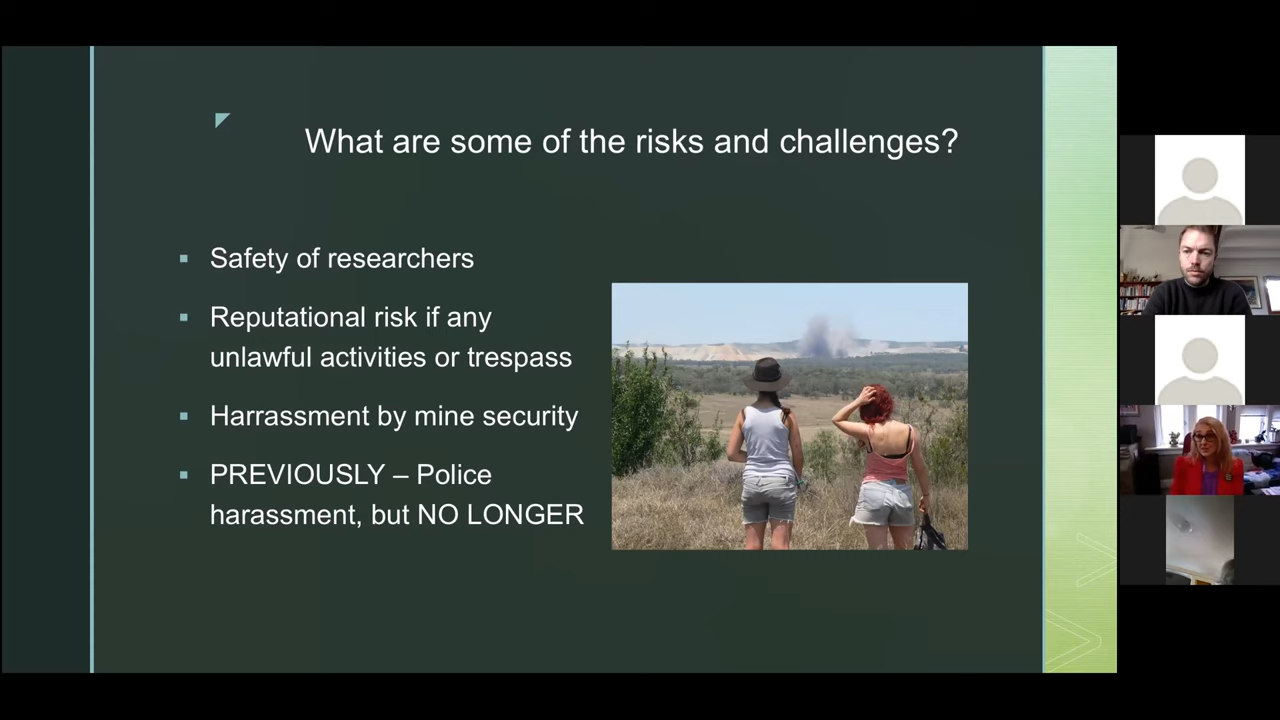 What are some of the risks and challenges?
▪ Safety of researchers
▪ Reputational risk if any
unlawful activities or trespass
▪ Harrassment by mine security
▪ PREVIOUSLY – Police
harassment, but NO LONGER